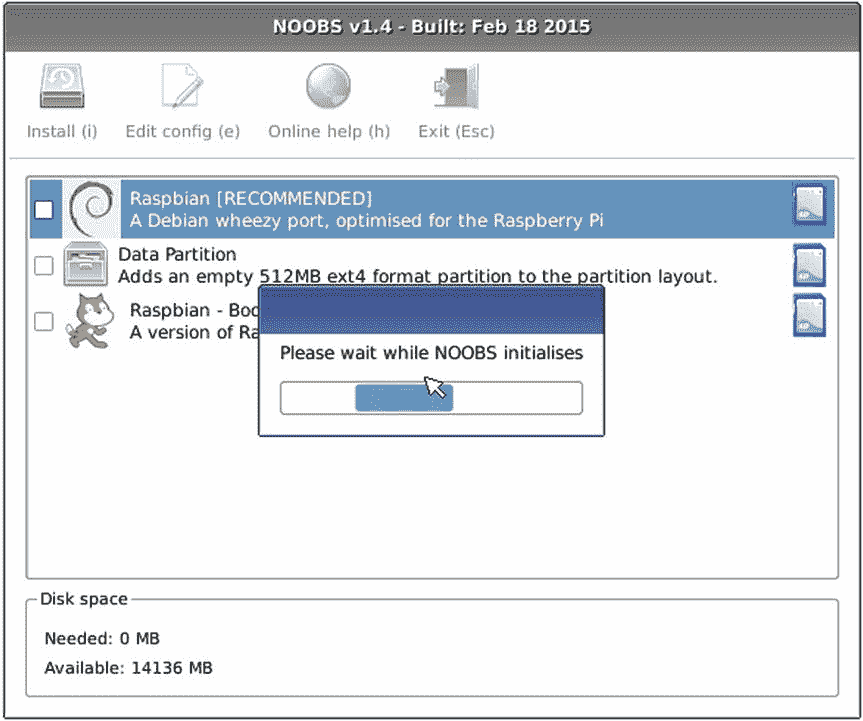 NOOBS v1.4 - Built: Feb 18 2015
Install (i) Edit config (e) Online help (h) Exit (Esc)
Raspbian [RECOMMENDED]
A Debian wheezy port, optimised for the Raspberry Pi
Data Partition
Adds an empty 512MB ext4 format partition to the partition layout.
Raspbian - Boo
A version of Ra
Please wait while NOOBS initialises
Disk space
Needed: 0 MB
Available: 14136 MB